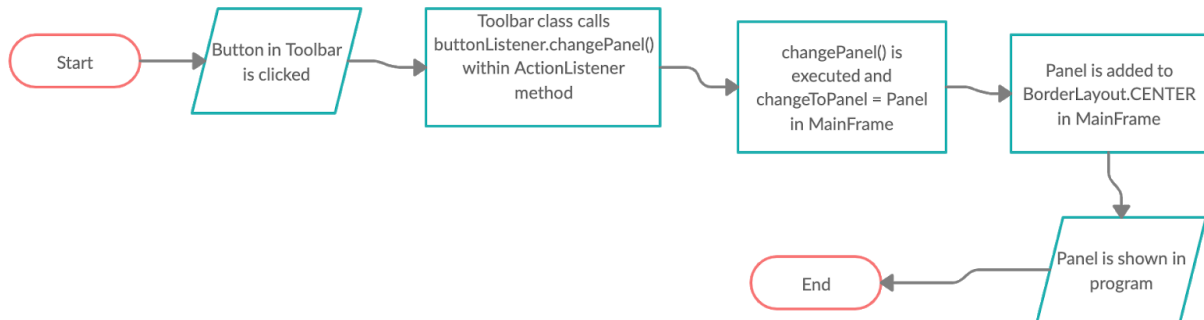 Start
Button in Toolbar
is clicked
Toolbar class calls
buttonListener.changePanel()
within ActionListener
method
changePanel() is
executed and
changeToPanel = Panel
in MainFrame
Panel is added to
BorderLayout.CENTER
in MainFrame
Panel is shown in
program
End